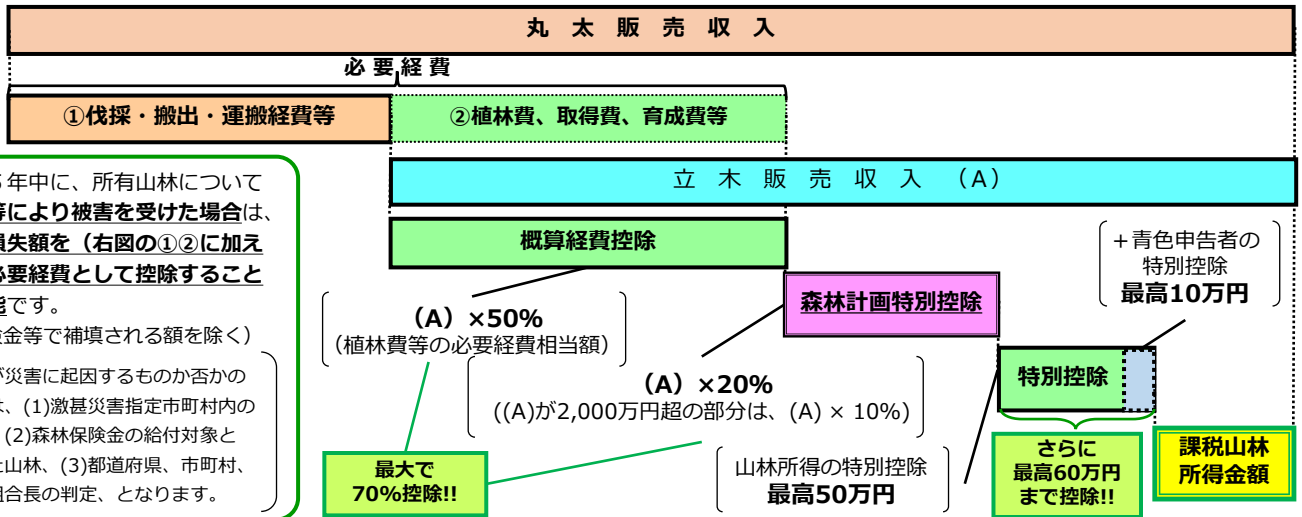 丸太販売収入
必要経費
①伐採・搬出・運搬経費等
②植林費、取得費、育成費等
立木販売収入 (A)
年中に、所有山林について
等により被害を受けた場合は、
損失額を（右図の①②に加え
必要経費として控除すること
です。
金等で補填される額を除く）
災害に起因するものか否かの
、(1)激甚災害指定市町村内の
(2)森林保険金の給付対象と
山林、(3)都道府県、市町村、
組合長の判定、となります。
概算経費控除
(A) ×50%
（植林費等の必要経費相当額）
森林計画特別控除
(A) ×20%
((A)が2,000万円超の部分は、(A) × 10%)
最大で
70%控除!!
＋青色申告者の
特別控除
最高10万円
特別控除
山林所得の特別控除
最高50万円
さらに
最高60万円
まで控除!!
課税山林
所得金額